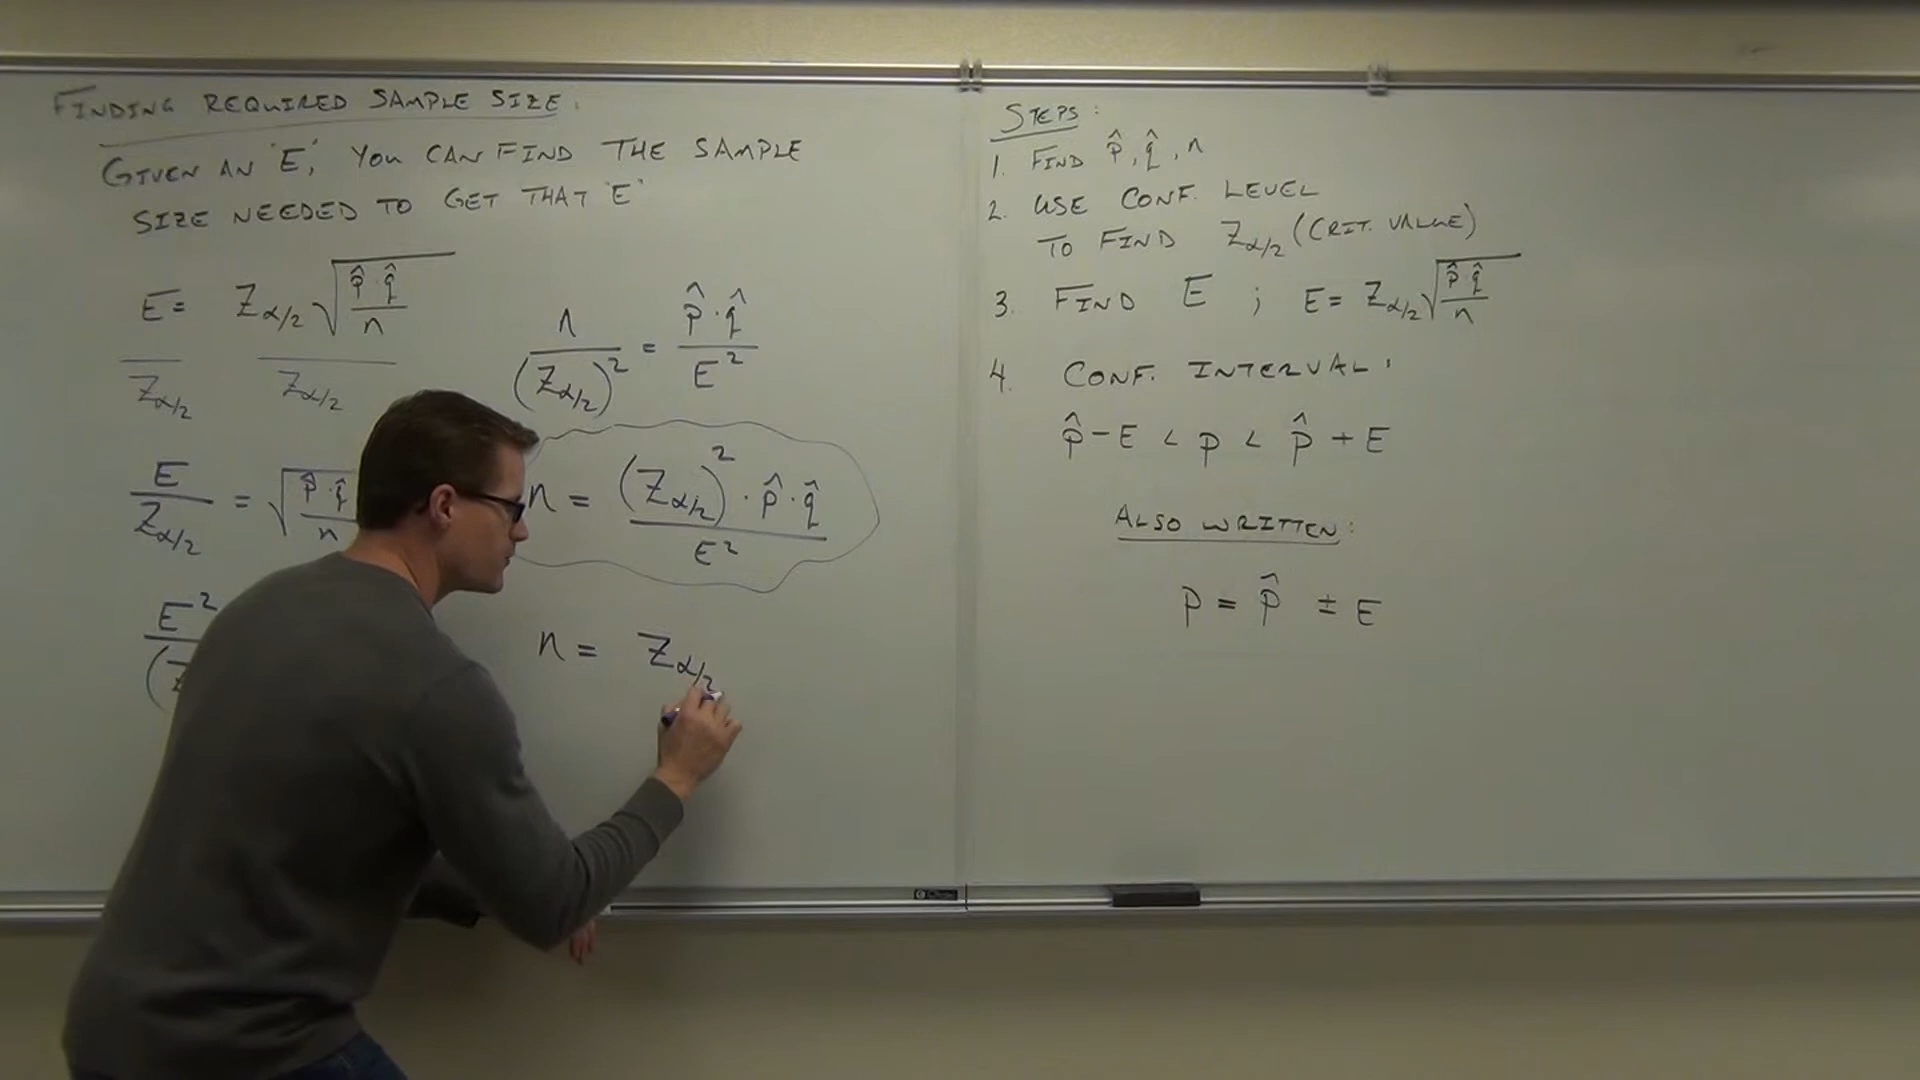 FINDING REQUIRED SAMPLE SIZE:
GIVEN AN "E," YOU CAN FIND THE SAMPLE
SIZE NEEDED TO GET THAT "E"
E = Zα/2 √(p̂·q̂/n)
Zα/2 Zα/2
E/Zα/2 = √(p̂·q̂/n)
E²
(Z
n/(Zα/2)² = p̂·q̂/E²
n = (Zα/2)²·p̂·q̂/E²
n = Zα/2
STEPS:
1. FIND p̂, q̂, n
2. USE CONF. LEVEL
TO FIND Zα/2 (CRIT. VALUE)
3. FIND E ; E = Zα/2 √(p̂·q̂/n)
4. CONF. INTERVAL:
p̂ - E < p < p̂ + E
ALSO WRITTEN:
p = p̂ ± E